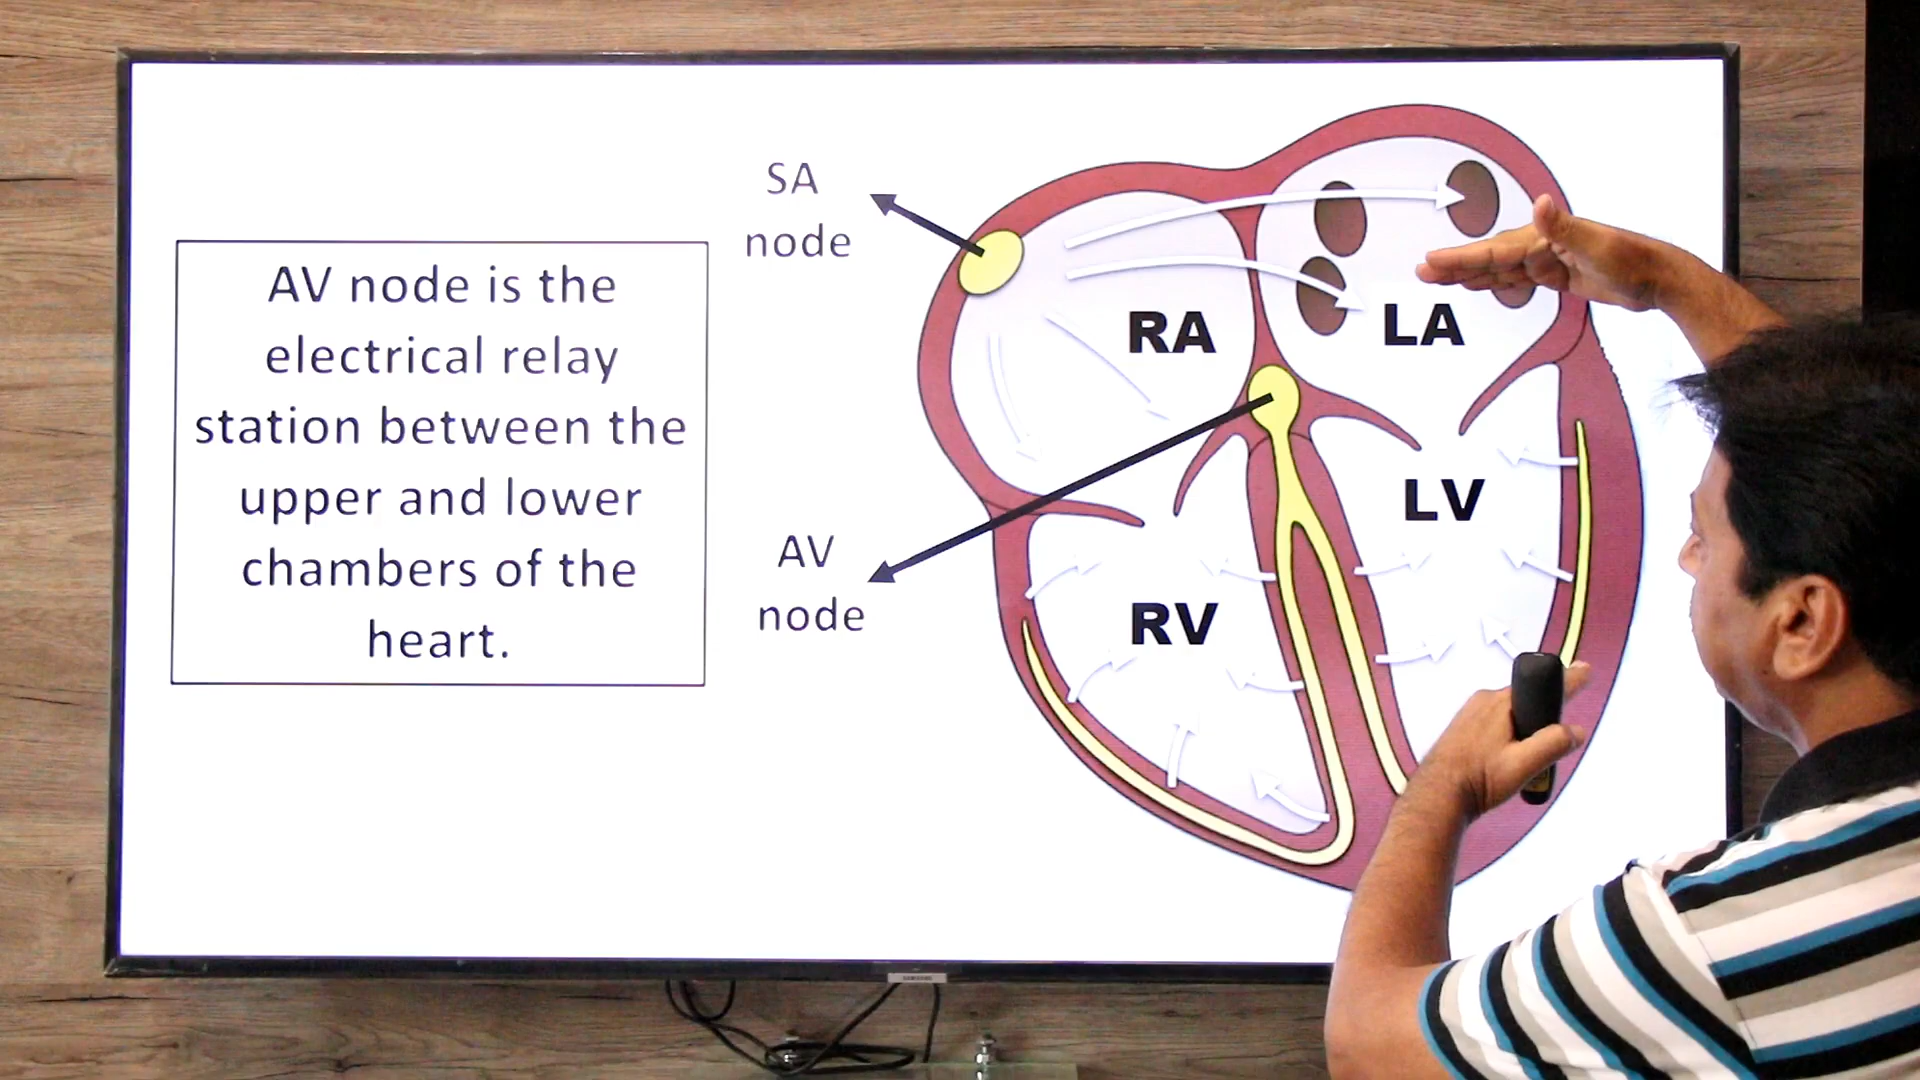 AV node is the
electrical relay
station between the
upper and lower
chambers of the
heart.
SA
node
AV
node
RA
LA
LV
RV
SAMSUNG